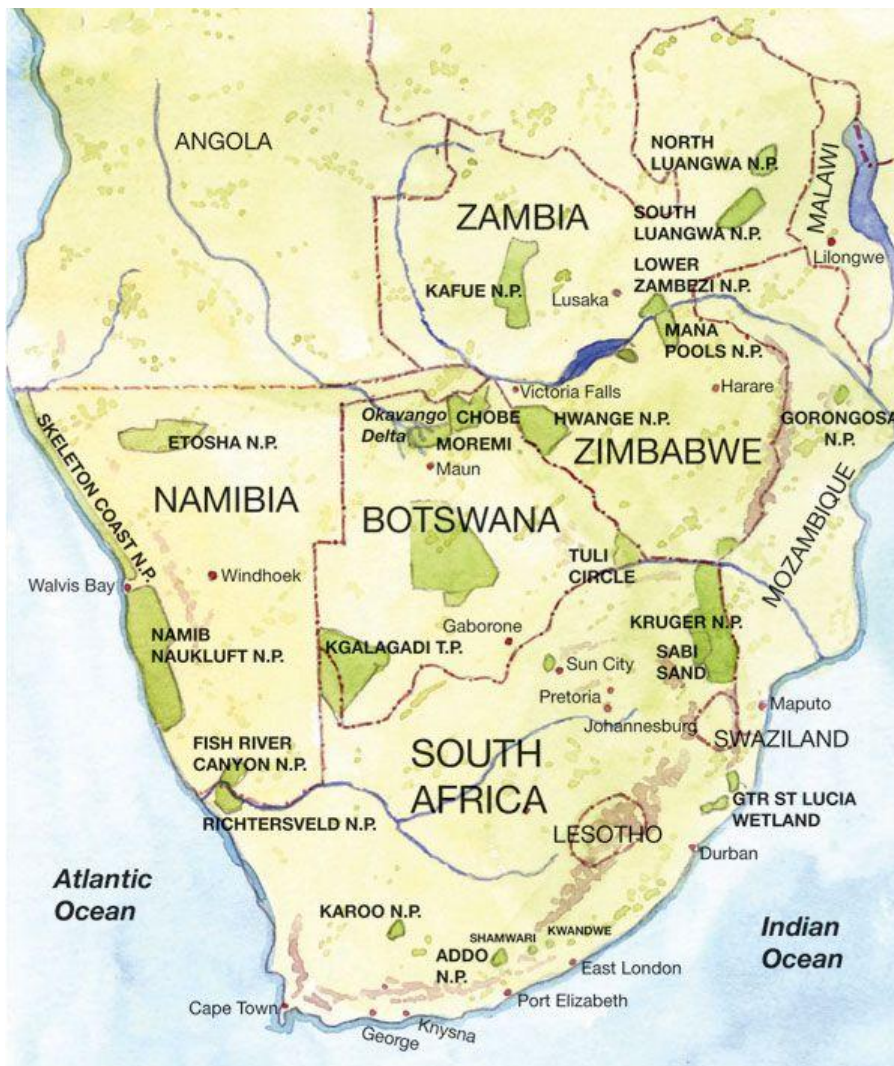 ANGOLA
NORTH
LUANGWA N.P.
MALAWI
ZAMBIA
SOUTH
LUANGWA N.P.
Lilongwe
LOWER
ZAMBEZI N.P.
KAFUE N.P.
Lusaka
MANA
POOLS N.P.
Victoria Falls
Harare
Okavango
Delta
CHOBE
HWANGE N.P.
GORONGOSA
N.P.
SKELETON COAST N.P.
ETOSHA N.P.
MOREMI
ZIMBABWE
Maun
NAMIBIA
BOTSWANA
MOZAMBIQUE
TULI
CIRCLE
Walvis Bay
Windhoek
NAMIB
NAUKLUFT N.P.
KGALAGADI T.P.
Gaborone
KRUGER N.P.
SABI
SAND
Sun City
Pretoria
Johannesburg
Maputo
SWAZILAND
FISH RIVER
CANYON N.P.
SOUTH
AFRICA
RICHTERSVELD N.P.
GTR ST LUCIA
WETLAND
LESOTHO
Durban
Atlantic
Ocean
Indian
Ocean
KAROO N.P.
SHAMWARI
KWANDWE
ADDO
N.P.
East London
Port Elizabeth
Cape Town
George
Knysna